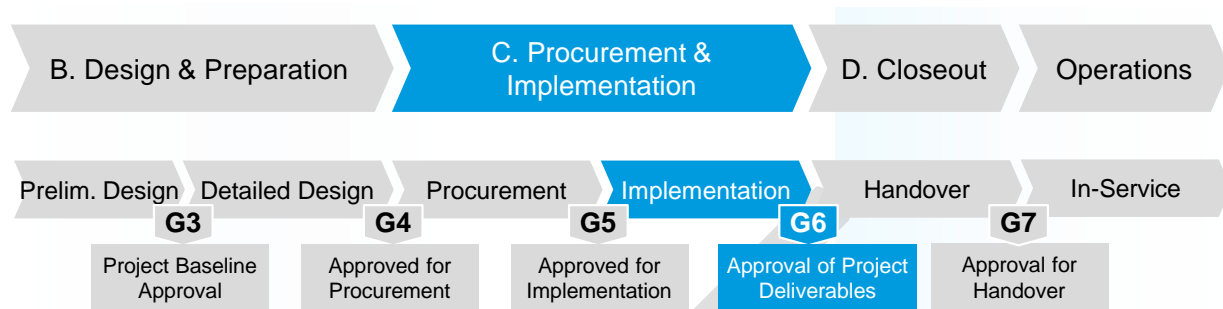 B. Design & Preparation
C. Procurement &
Implementation
D. Closeout
Operations
Prelim. Design
Detailed Design
Procurement
Implementation
Handover
In-Service
G3
G4
G5
G6
G7
Project Baseline
Approval
Approved for
Procurement
Approved for
Implementation
Approval of Project
Deliverables
Approval for
Handover